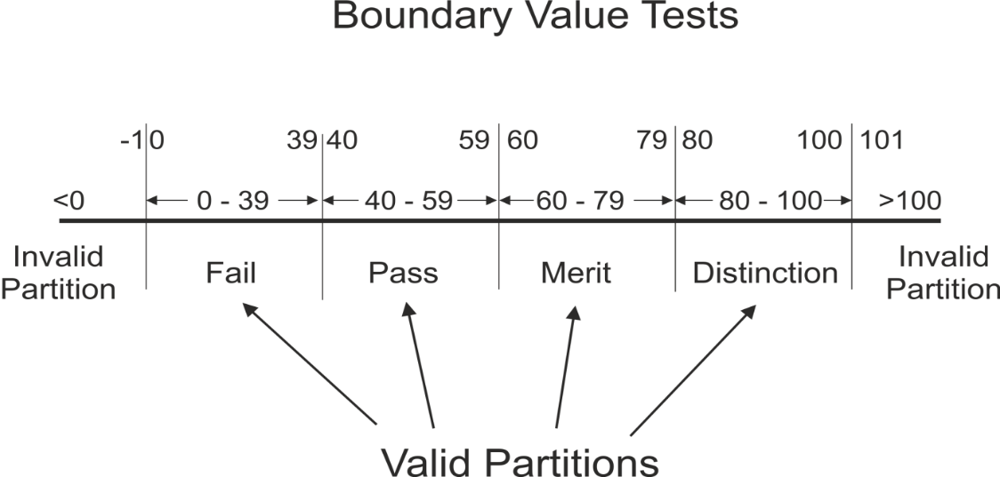 Boundary Value Tests
-1 0 39 40 59 60 79 80 100 101
<0 0 - 39 40 - 59 60 - 79 80 - 100 >100
Invalid Partition
Fail
Pass
Merit
Distinction
Invalid Partition
Valid Partitions